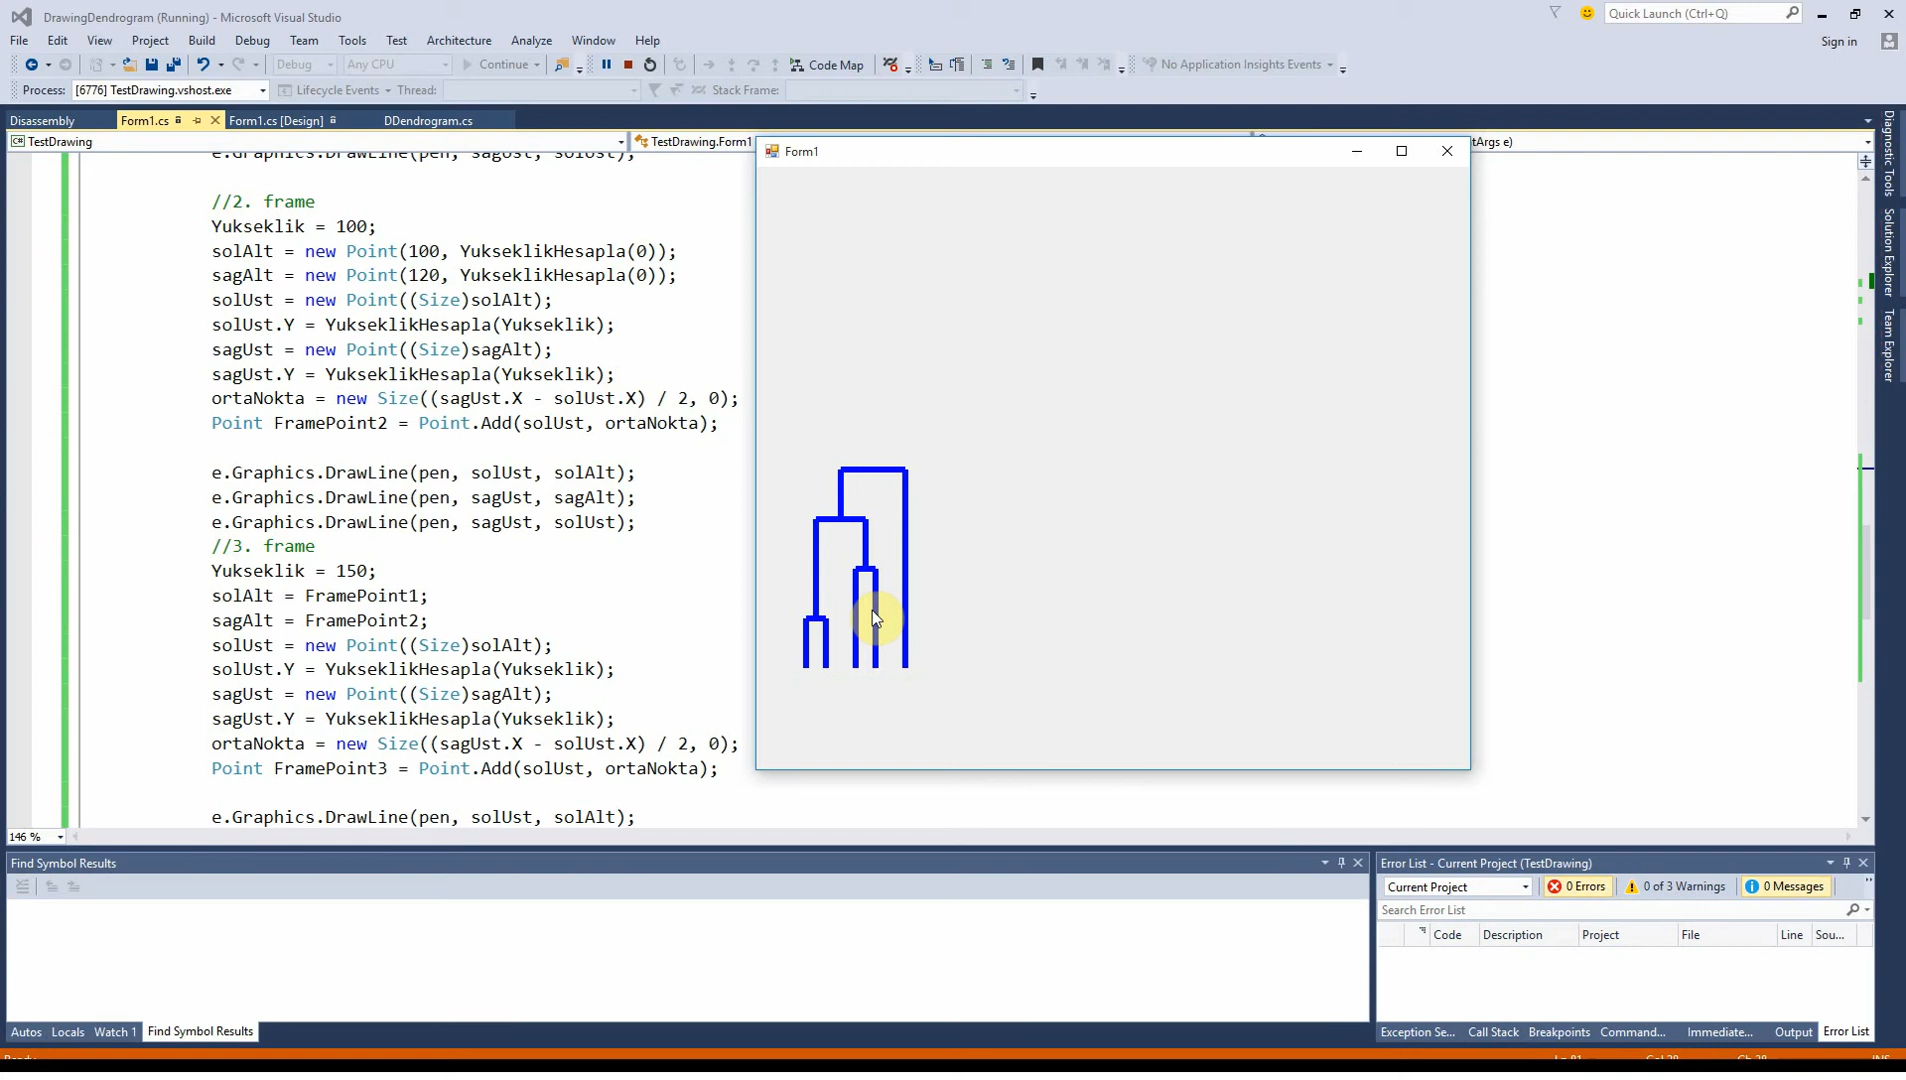 DrawingDendrogram (Running) - Microsoft Visual Studio
Quick Launch (Ctrl+Q)
File Edit View Project Build Debug Team Tools Test Architecture Analyze Window Help
Sign in
Debug Any CPU Continue Code Map No Application Insights Events
Process: [6776] TestDrawing.vshost.exe Lifecycle Events Thread: Stack Frame:
Disassembly Form1.cs Form1.cs [Design] DDendrogram.cs
TestDrawing TestDrawing.Form1 tArgs e)
Form1
e.Graphics.DrawLine(pen, sagUst, solUst);
//2. frame
Yukseklik = 100;
solAlt = new Point(100, YukseklikHesapla(0));
sagAlt = new Point(120, YukseklikHesapla(0));
solUst = new Point((Size)solAlt);
solUst.Y = YukseklikHesapla(Yukseklik);
sagUst = new Point((Size)sagAlt);
sagUst.Y = YukseklikHesapla(Yukseklik);
ortaNokta = new Size((sagUst.X - solUst.X) / 2, 0);
Point FramePoint2 = Point.Add(solUst, ortaNokta);
e.Graphics.DrawLine(pen, solUst, solAlt);
e.Graphics.DrawLine(pen, sagUst, sagAlt);
e.Graphics.DrawLine(pen, sagUst, solUst);
//3. frame
Yukseklik = 150;
solAlt = FramePoint1;
sagAlt = FramePoint2;
solUst = new Point((Size)solAlt);
solUst.Y = YukseklikHesapla(Yukseklik);
sagUst = new Point((Size)sagAlt);
sagUst.Y = YukseklikHesapla(Yukseklik);
ortaNokta = new Size((sagUst.X - solUst.X) / 2, 0);
Point FramePoint3 = Point.Add(solUst, ortaNokta);
e.Graphics.DrawLine(pen, solUst, solAlt);
Diagnostic Tools
Solution Explorer
Team Explorer
146 %
Find Symbol Results
Error List - Current Project (TestDrawing)
Current Project 0 Errors 0 of 3 Warnings 0 Messages
Search Error List
Code Description Project File Line Sou...
Autos Locals Watch 1 Find Symbol Results
Exception Se... Call Stack Breakpoints Command... Immediate... Output Error List